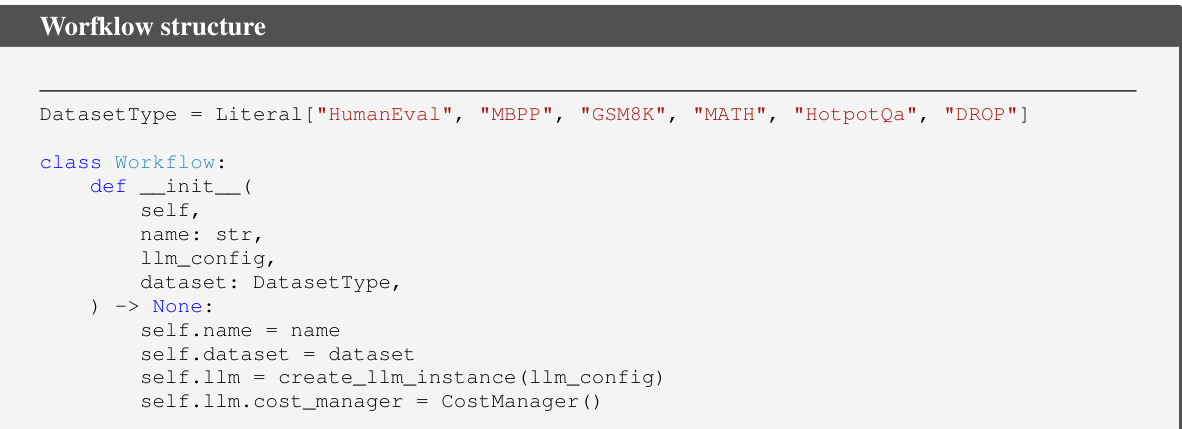 Worfklow structure
DatasetType = Literal["HumanEval", "MBPP", "GSM8K", "MATH", "HotpotQa", "DROP"]
class Workflow:
    def __init__(
        self,
        name: str,
        llm_config,
        dataset: DatasetType,
    ) -> None:
        self.name = name
        self.dataset = dataset
        self.llm = create_llm_instance(llm_config)
        self.llm.cost_manager = CostManager()